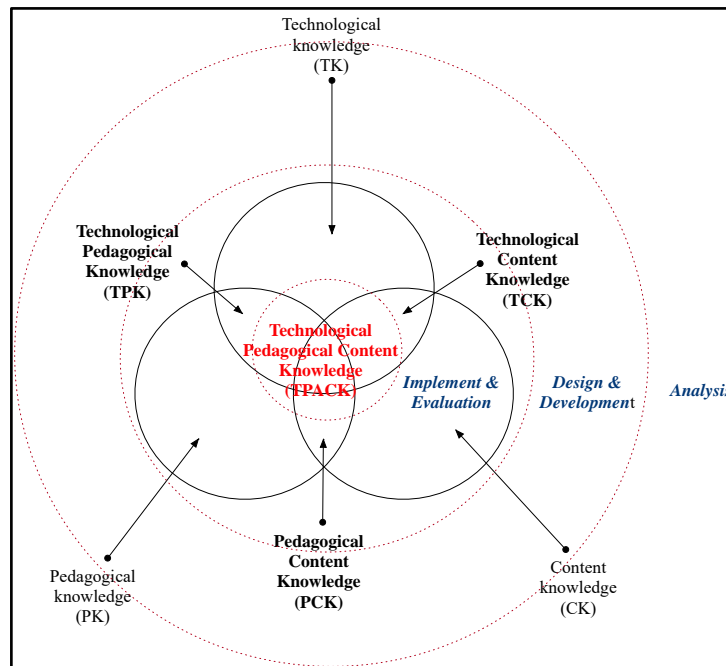 Technological
knowledge
(TK)
Technological
Pedagogical
Knowledge
(TPK)
Technological
Content
Knowledge
(TCK)
Technological
Pedagogical Content
Knowledge
(TPACK)
Implement &
Evaluation
Design &
Development
Analysis
Pedagogical
Content
Knowledge
(PCK)
Pedagogical
knowledge
(PK)
Content
knowledge
(CK)